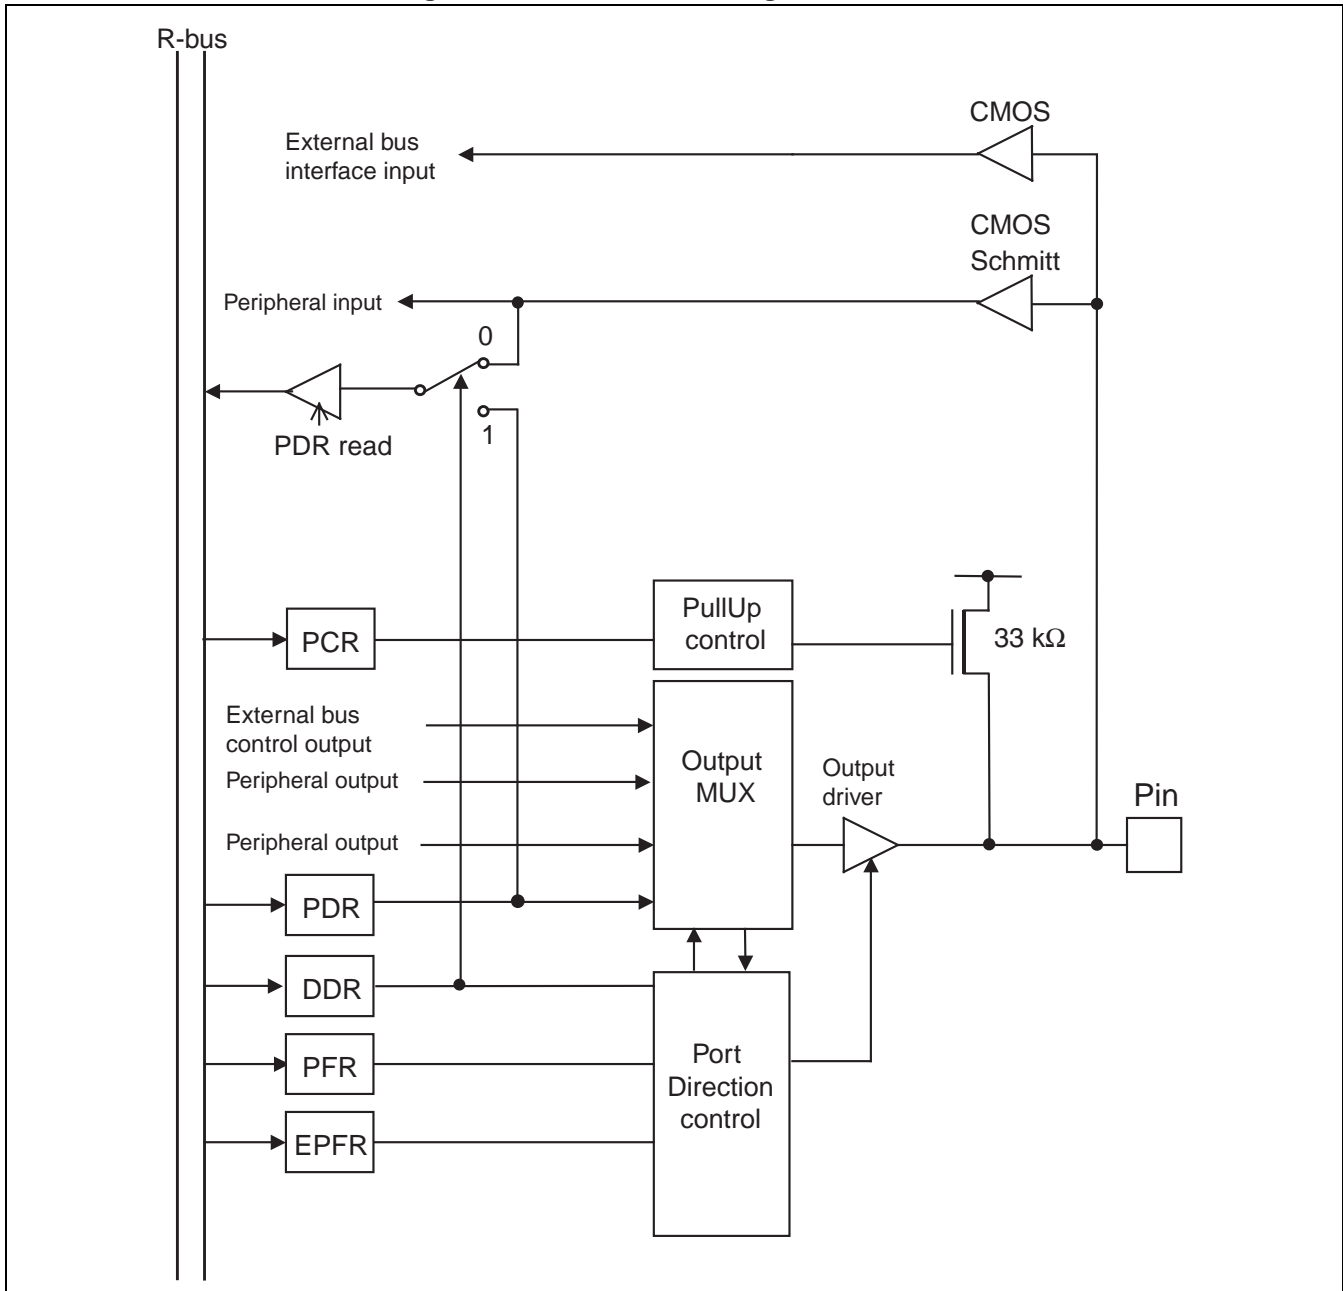 R-bus
CMOS
External bus
interface input
CMOS
Schmitt
Peripheral input
0
1
PDR read
PCR
PullUp
control
33 kΩ
External bus
control output
Peripheral output
Peripheral output
Output
MUX
Output
driver
Pin
PDR
DDR
PFR
EPFR
Port
Direction
control